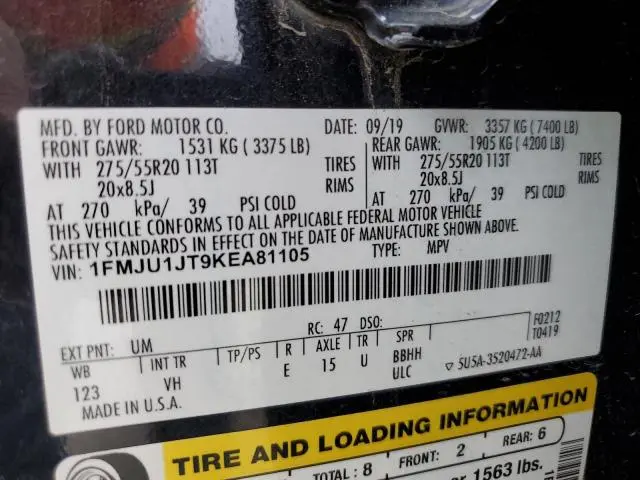 MFD. BY FORD MOTOR CO. DATE: 09/19 GVWR: 3357 KG ( 7400 LB)
FRONT GAWR: 1531 KG ( 3375 LB) REAR GAWR: 1905 KG ( 4200 LB)
WITH 275/55R20 113T TIRES WITH 275/55R20 113T TIRES
20x8.5J RIMS 20x8.5J RIMS
AT 270 kPa/ 39 PSI COLD AT 270 kPa/ 39 PSI COLD
THIS VEHICLE CONFORMS TO ALL APPLICABLE FEDERAL MOTOR VEHICLE
SAFETY STANDARDS IN EFFECT ON THE DATE OF MANUFACTURE SHOWN ABOVE.
VIN: 1FMJU1JT9KEA81105 TYPE: MPV
F0212
RC: 47 DSO: T0419
EXT PNT: UM
WB INT TR TP/PS R AXLE TR SPR
123 VH E 15 U BBHH
ULC ▽ 5U5A-3520472-AA
MADE IN U.S.A.
TIRE AND LOADING INFORMATION
TOTAL : 8 FRONT: 2 REAR: 6
1563 lbs.